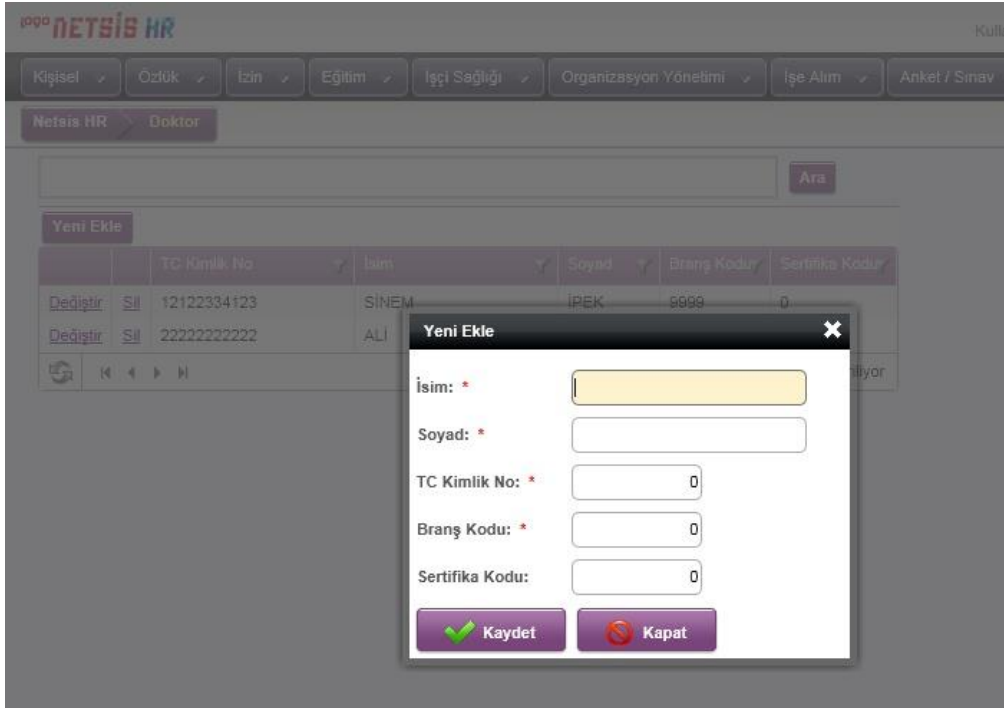 logo NETSİS HR
Kişisel Özlük İzin Eğitim İşçi Sağlığı Organizasyon Yönetimi İşe Alım Anket / Sınav
Netsis HR Doktor
Ara
Yeni Ekle
TC Kimlik No İsim Soyad Branş Kodu Sertifika Kodu
Değiştir Sil 12122334123 SİNEM İPEK 9999 0
Değiştir Sil 22222222222 ALİ
Yeni Ekle
İsim: *
Soyad: *
TC Kimlik No: * 0
Branş Kodu: * 0
Sertifika Kodu: 0
Kaydet Kapat